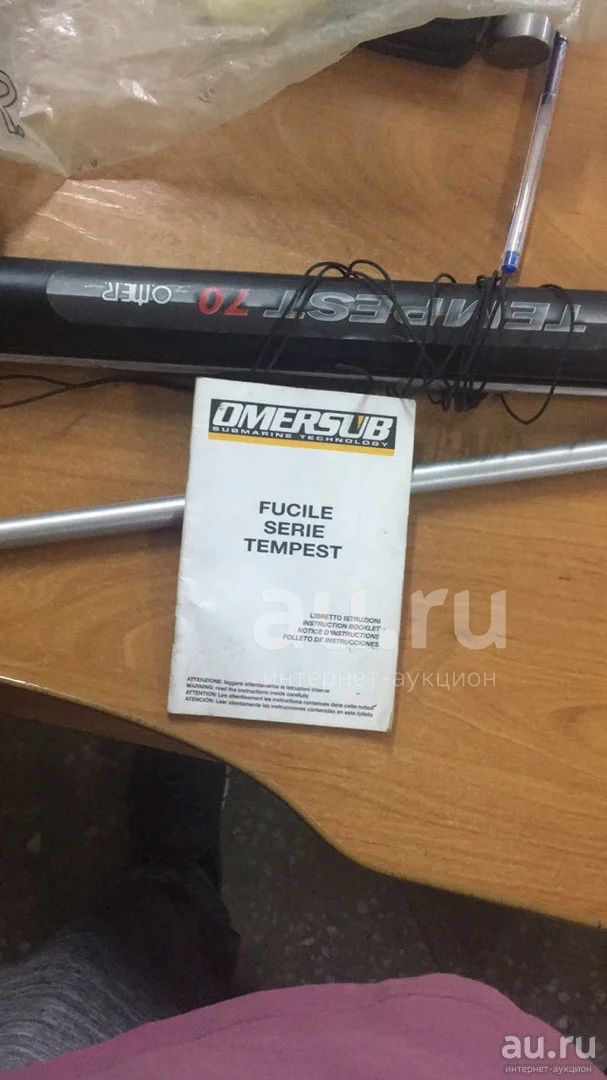 TEMPEST 70 OMER
OMERSUB
SUBMARINE TECHNOLOGY
FUCILE
SERIE
TEMPEST
LIBRETTO ISTRUZIONI
INSTRUCTION BOOKLET
NOTICE D'INSTRUCTIONS
FOLLETO DE INSTRUCCIONES
ATTENZIONE: leggere attentamente le istruzioni interne
WARNING: read the instructions inside carefully
ATTENTION: Lire attentivement les instructions contenues dans cette notice
ATENCIÓN: Leer atentamente las instrucciones contenidas en este folleto
au.ru
интернет-аукцион
au.ru
интернет-аукцион